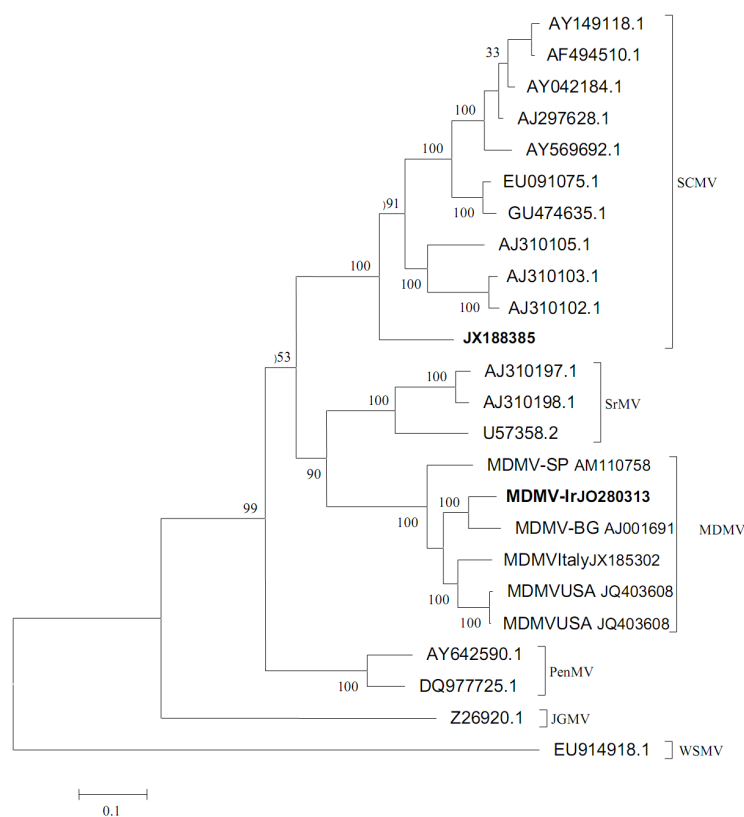 AY149118.1
33
AF494510.1
AY042184.1
100
AJ297628.1
100
AY569692.1
EU091075.1
SCMV
)91
100
GU474635.1
AJ310105.1
100
100
AJ310103.1
100
AJ310102.1
JX188385
)53
100
AJ310197.1
100
AJ310198.1
SrMV
U57358.2
90
MDMV-SP AM110758
100
MDMV-IrJO280313
99
100
MDMV-BG AJ001691
MDMV
MDMVItalyJX185302
100
MDMVUSA JQ403608
100
MDMVUSA JQ403608
AY642590.1
PenMV
100
DQ977725.1
Z26920.1
JGMV
EU914918.1
WSMV
0.1